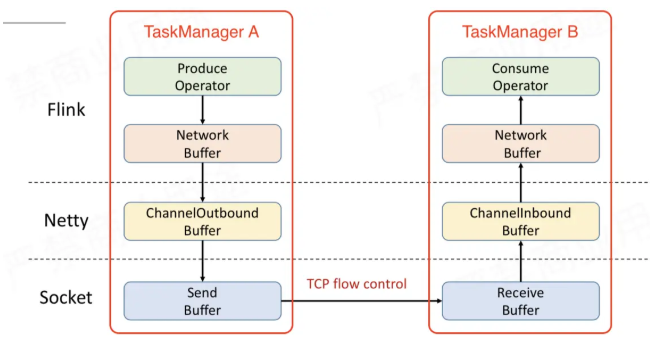 TaskManager A
TaskManager B
Produce
Operator
Consume
Operator
Flink
Network
Buffer
Network
Buffer
Netty
ChannelOutbound
Buffer
ChannelInbound
Buffer
Socket
Send
Buffer
TCP flow control
Receive
Buffer